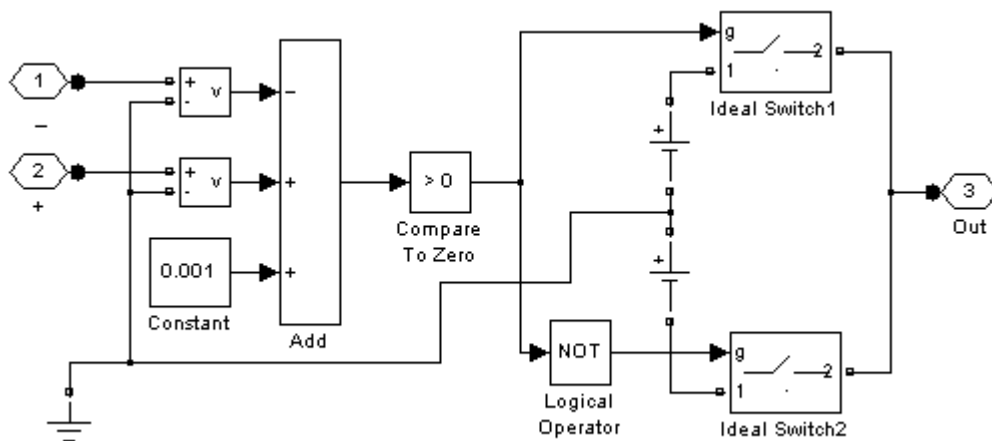 1
−
+
-
v
2
+
+
-
v
0.001
Constant
−
+
+
Add
> 0
Compare
To Zero
NOT
Logical
Operator
g
1
2
Ideal Switch1
+
+
g
1
2
Ideal Switch2
3
Out